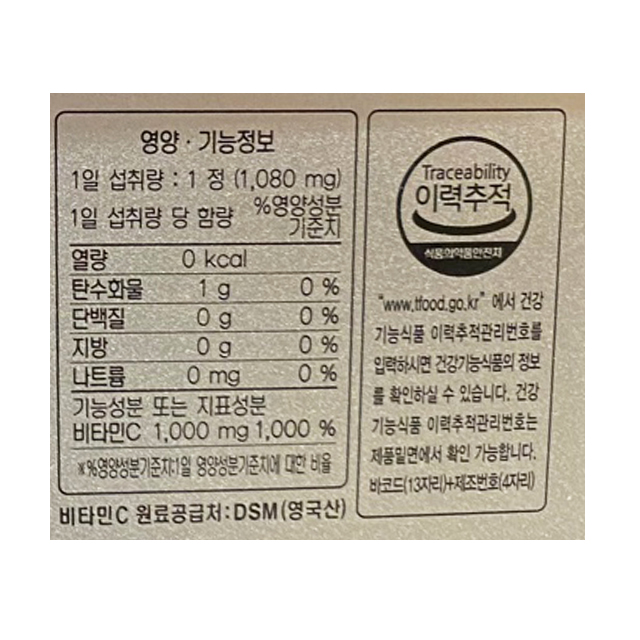 영양 · 기능정보
1일 섭취량 : 1 정 (1,080 mg)
1일 섭취량 당 함량 %영양성분 기준치
열량 0 kcal
탄수화물 1 g 0 %
단백질 0 g 0 %
지방 0 g 0 %
나트륨 0 mg 0 %
기능성분 또는 지표성분
비타민C 1,000 mg 1,000 %
※%영양성분기준치:1일 영양성분기준치에 대한 비율
비타민C 원료공급처:DSM(영국산)
Traceability
이력추적
식품의약품안전처
"www.tfood.go.kr" 에서 건강
기능식품 이력추적관리번호를
입력하시면 건강기능식품의 정보
를 확인하실 수 있습니다. 건강
기능식품 이력추적관리번호는
제품밑면에서 확인 가능합니다.
바코드(13자리)+제조번호(4자리)